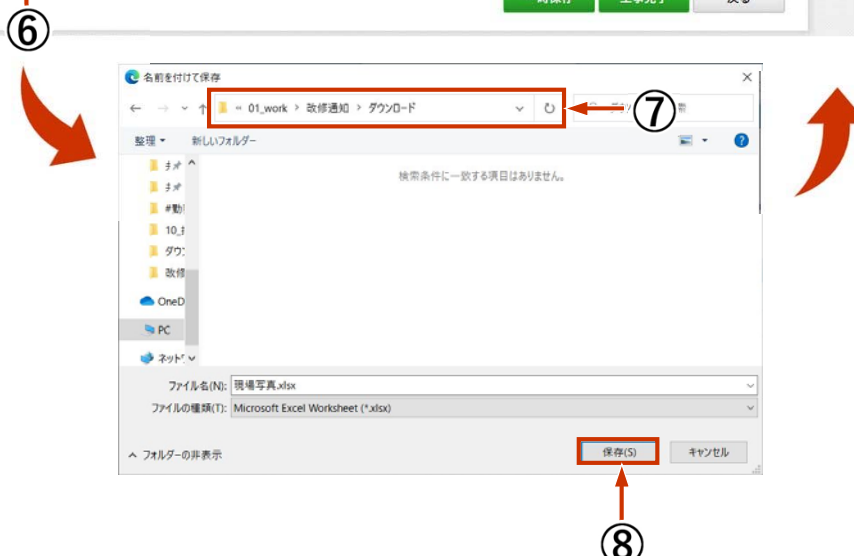 戻る
⑥
名前を付けて保存
« 01_work > 改修通知 > ダウンロード
⑦
整理
新しいフォルダー
検索条件に一致する項目はありません。
10_
改修
OneD
PC
ファイル名(N): 現場写真.xlsx
ファイルの種類(T): Microsoft Excel Worksheet (*.xlsx)
フォルダーの非表示
保存(S)
キャンセル
⑧